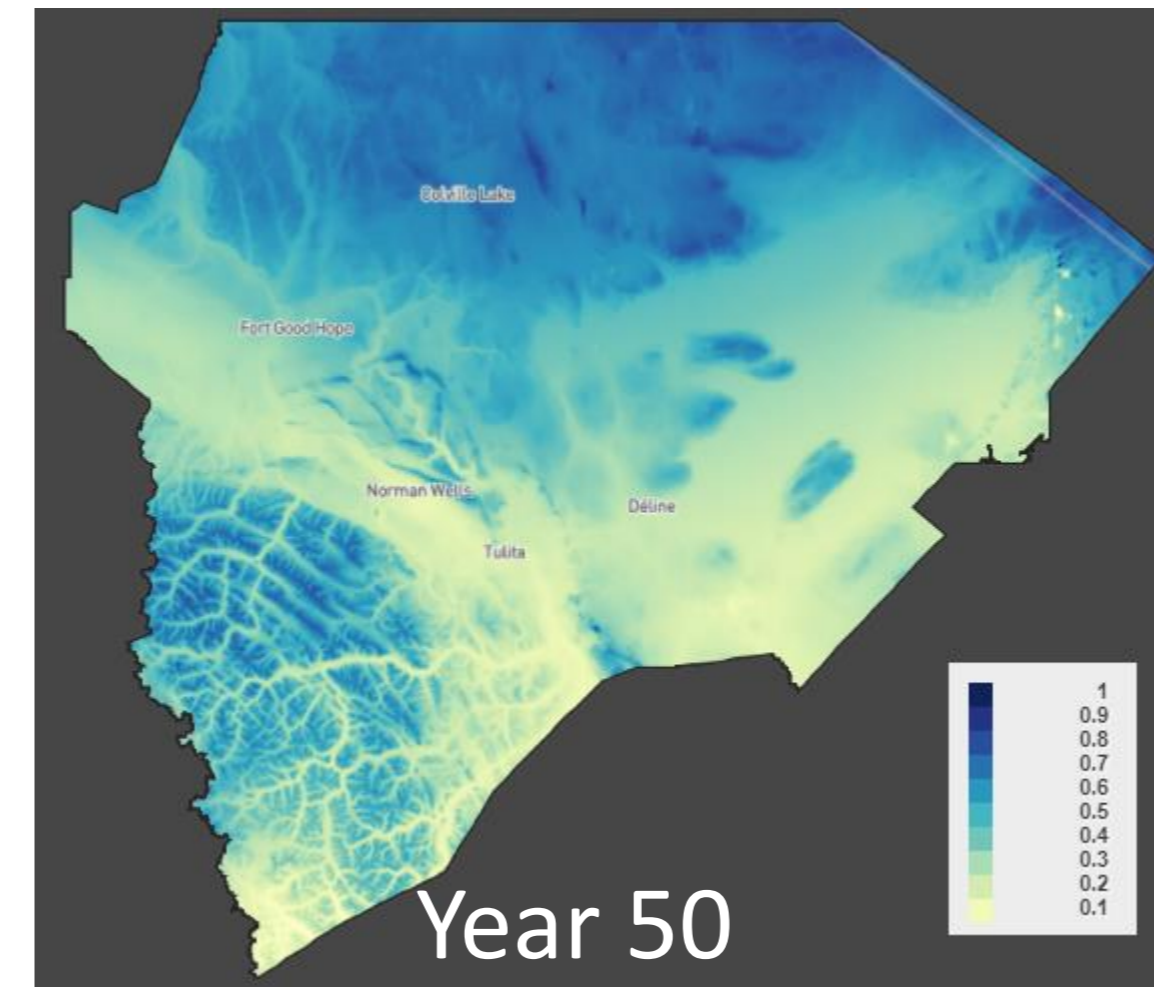 Colville Lake
Fort Good Hope
Norman Wells
Déline
Tulita
1
0.9
0.8
0.7
0.6
0.5
0.4
0.3
0.2
0.1
Year 50